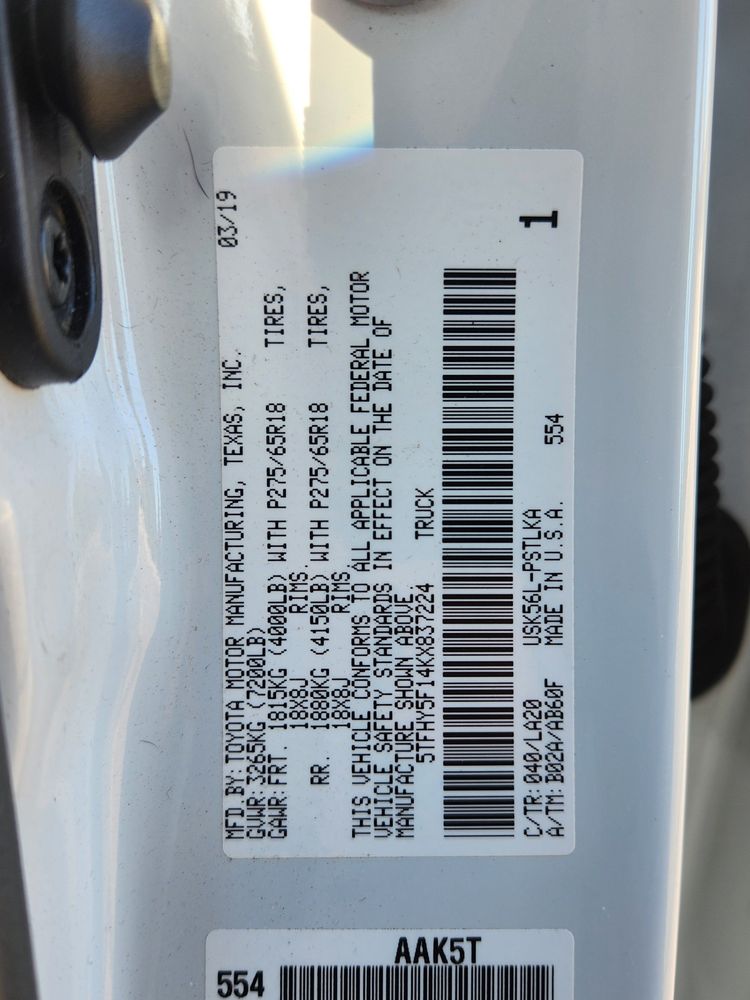 MFD.BY:TOYOTA MOTOR MANUFACTURING, TEXAS, INC. 03/19
GVWR:3265KG (7200LB)
GAWR:FRT. 1815KG (4000LB) WITH P275/65R18 TIRES,
18X8J RIMS,
RR. 1880KG (4150LB) WITH P275/65R18 TIRES,
18X8J RIMS
THIS VEHICLE CONFORMS TO ALL APPLICABLE FEDERAL MOTOR
VEHICLE SAFETY STANDARDS IN EFFECT ON THE DATE OF
MANUFACTURE SHOWN ABOVE
5TFHY5F14KX837224 TRUCK
C/TR:040/LA20 USK56L-PSTLKA 1
A/TM:B02A/AB60F MADE IN U.S.A. 554
AAK5T
554